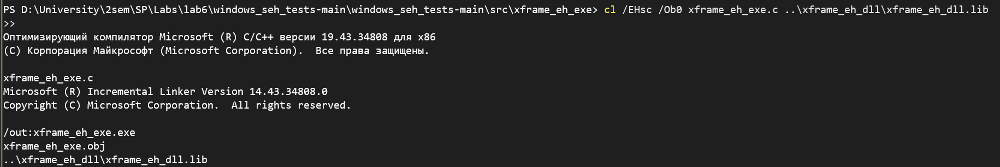 PS D:\University\2sem\SP\Labs\lab6\windows_seh_tests-main\windows_seh_tests-main\src\xframe_eh_exe> cl /EHsc /Ob0 xframe_eh_exe.c ..\xframe_eh_dll\xframe_eh_dll.lib
>>
Оптимизирующий компилятор Microsoft (R) C/C++ версии 19.43.34808 для x86
(C) Корпорация Майкрософт (Microsoft Corporation).  Все права защищены.

xframe_eh_exe.c
Microsoft (R) Incremental Linker Version 14.43.34808.0
Copyright (C) Microsoft Corporation.  All rights reserved.

/out:xframe_eh_exe.exe
xframe_eh_exe.obj
..\xframe_eh_dll\xframe_eh_dll.lib